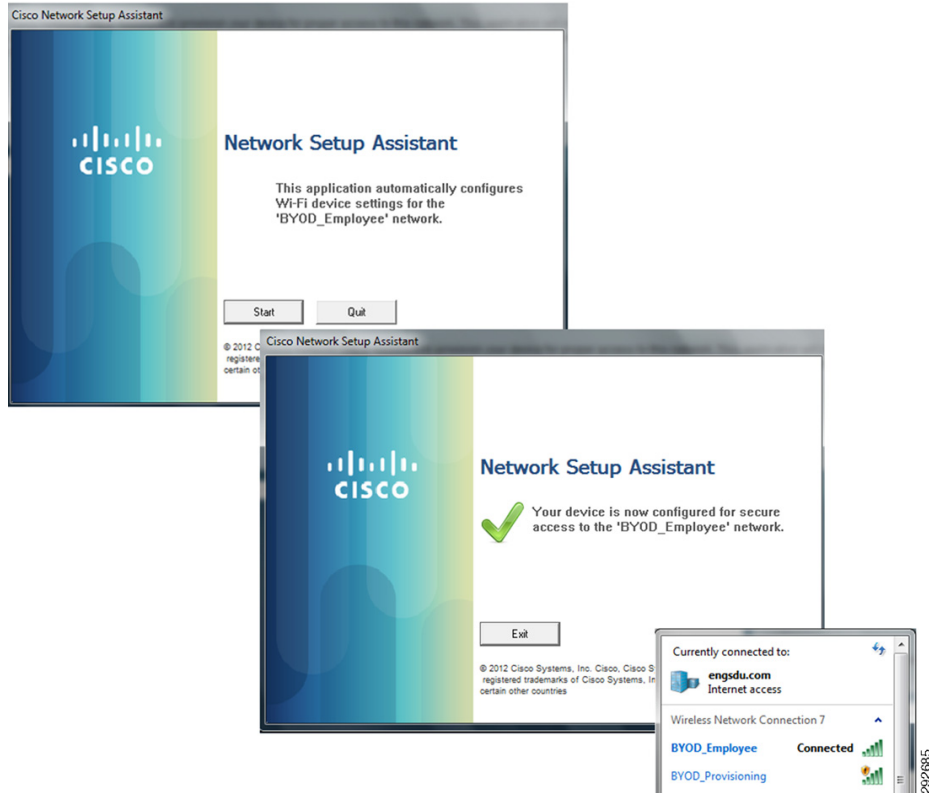 Cisco Network Setup Assistant
CISCO
Network Setup Assistant
This application automatically configures
Wi-Fi device settings for the
'BYOD_Employee' network.
Start
Quit
© 2012 C
registere
certain ot
Cisco Network Setup Assistant
CISCO
Network Setup Assistant
Your device is now configured for secure
access to the 'BYOD_Employee' network.
Exit
© 2012 Cisco Systems, Inc. Cisco, Cisco S
registered trademarks of Cisco Systems, In
certain other countries
Currently connected to:
engsdu.com
Internet access
Wireless Network Connection 7
BYOD_Employee Connected
BYOD_Provisioning
292685